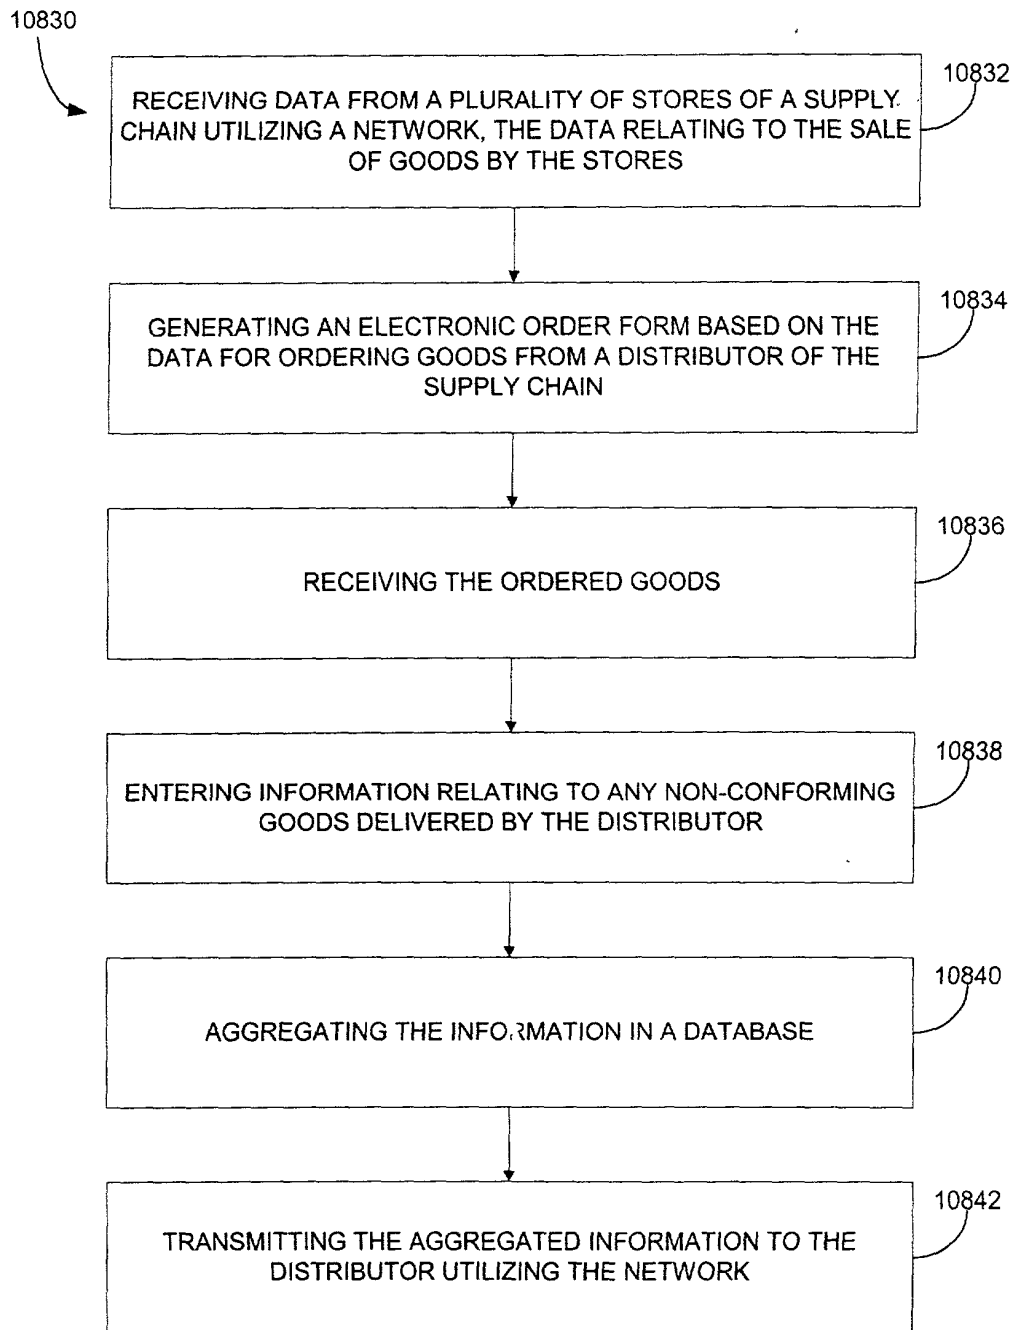 10830
10832
RECEIVING DATA FROM A PLURALITY OF STORES OF A SUPPLY
CHAIN UTILIZING A NETWORK, THE DATA RELATING TO THE SALE
OF GOODS BY THE STORES
10834
GENERATING AN ELECTRONIC ORDER FORM BASED ON THE
DATA FOR ORDERING GOODS FROM A DISTRIBUTOR OF THE
SUPPLY CHAIN
10836
RECEIVING THE ORDERED GOODS
10838
ENTERING INFORMATION RELATING TO ANY NON-CONFORMING
GOODS DELIVERED BY THE DISTRIBUTOR
10840
AGGREGATING THE INFORMATION IN A DATABASE
10842
TRANSMITTING THE AGGREGATED INFORMATION TO THE
DISTRIBUTOR UTILIZING THE NETWORK